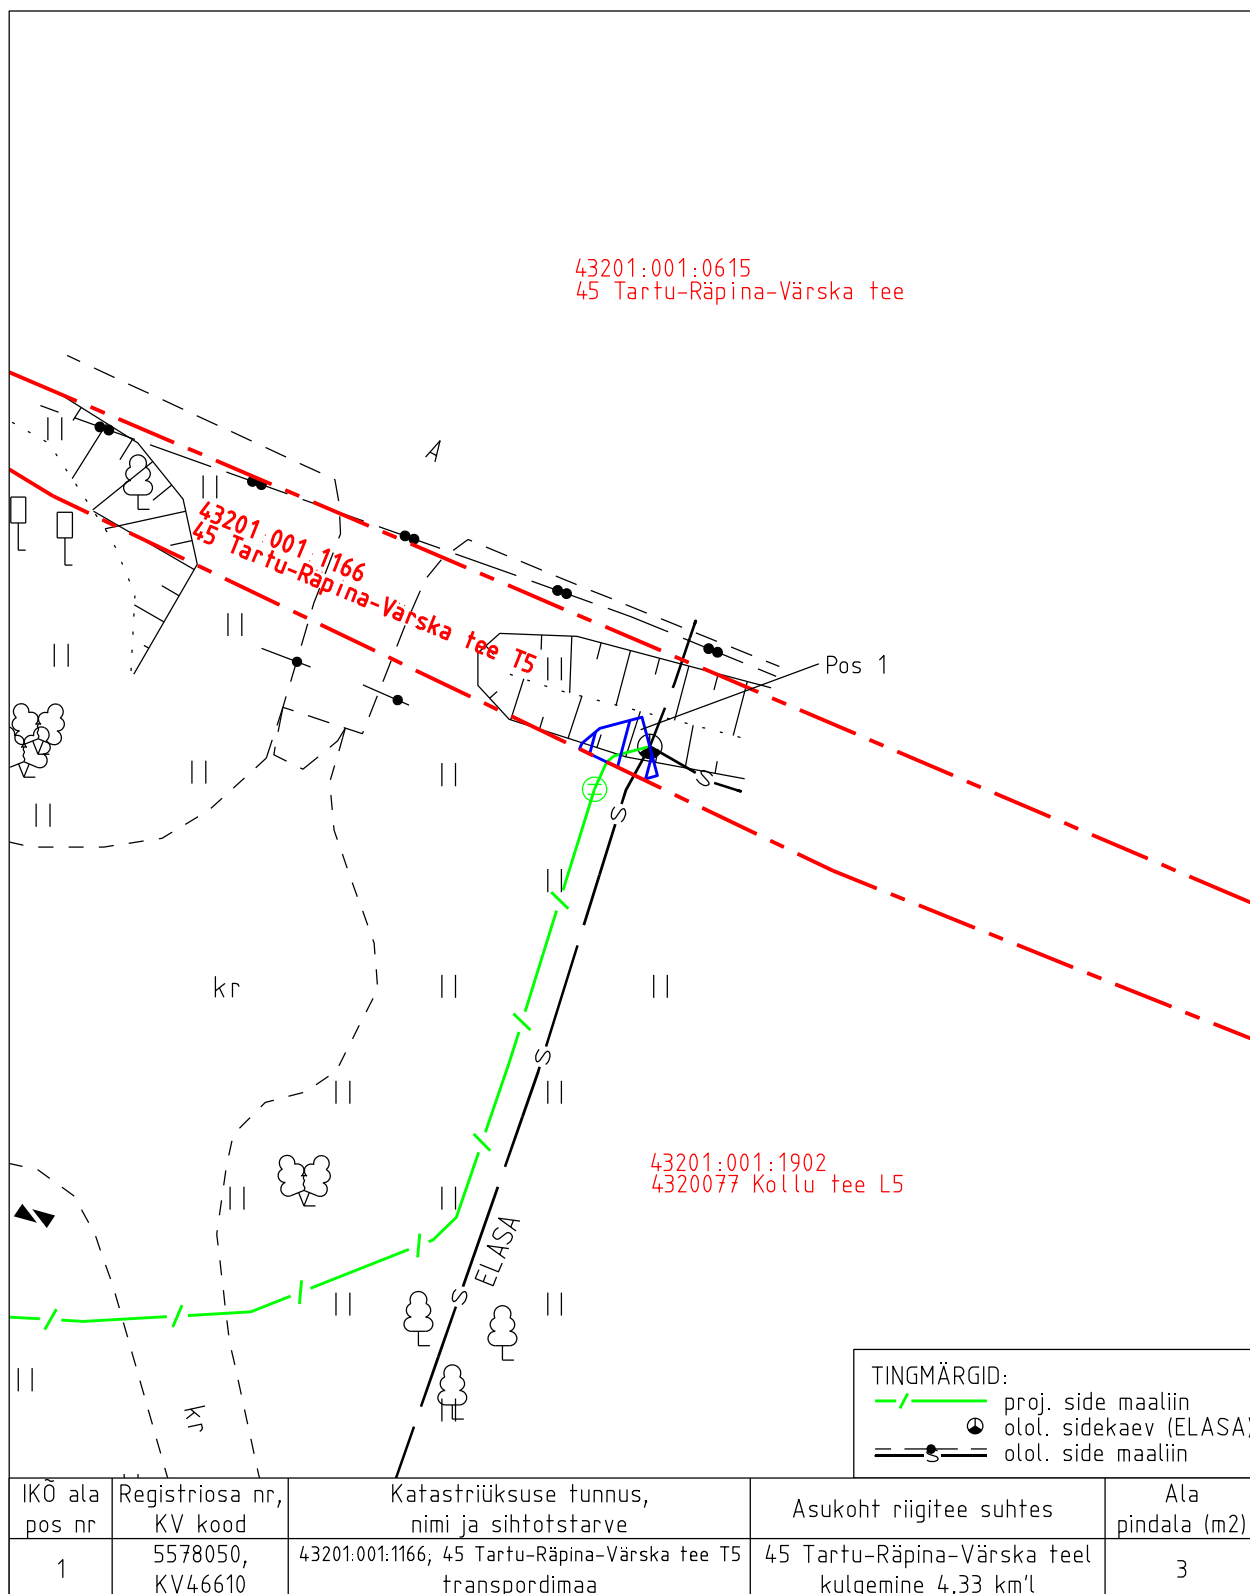 43201:001:0615
45 Tartu-Räpina-Värska tee
A
43201:001:1166
45 Tartu-Räpina-Värska tee T5
Pos 1
S
S
kr
S
43201:001:1902
4320077 Kollu tee L5
ELASA
S
kr
TINGMÄRGID:
proj. side maaliin
olol. sidekaev (ELASA)
S
olol. side maaliin
IKÕ ala pos nr
Registriosa nr, KV kood
Katastriüksuse tunnus, nimi ja sihtotstarve
Asukoht riigitee suhtes
Ala pindala (m2)
1
5578050, KV46610
43201:001:1166; 45 Tartu-Räpina-Värska tee T5 transpordimaa
45 Tartu-Räpina-Värska teel kulgemine 4,33 km'l
3